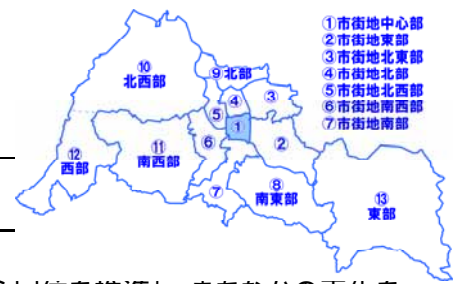 ①市街地中心部
②市街地東部
③市街地北東部
④市街地北部
⑤市街地北西部
⑥市街地南西部
⑦市街地南部
⑩
北西部
⑨北部
④
③
⑤
①
⑥
②
⑪
南西部
⑫
西部
⑦
⑧
南東部
⑬
東部